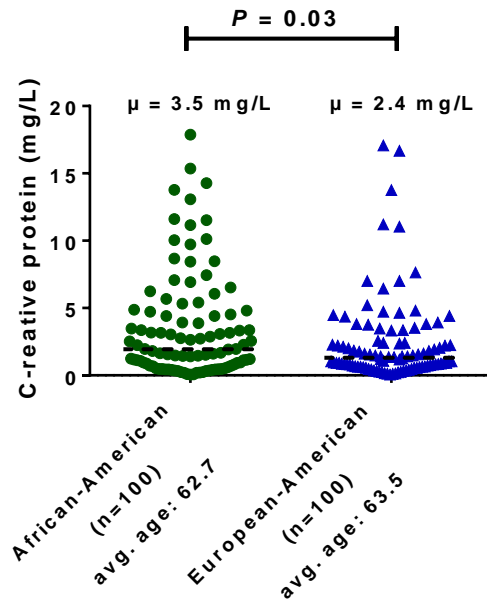 P = 0.03
μ = 3.5 mg/L
μ = 2.4 mg/L
C-reative protein (mg/L)
20
15
10
5
0
African-American
(n=100)
avg. age: 62.7
European-American
(n=100)
avg. age: 63.5